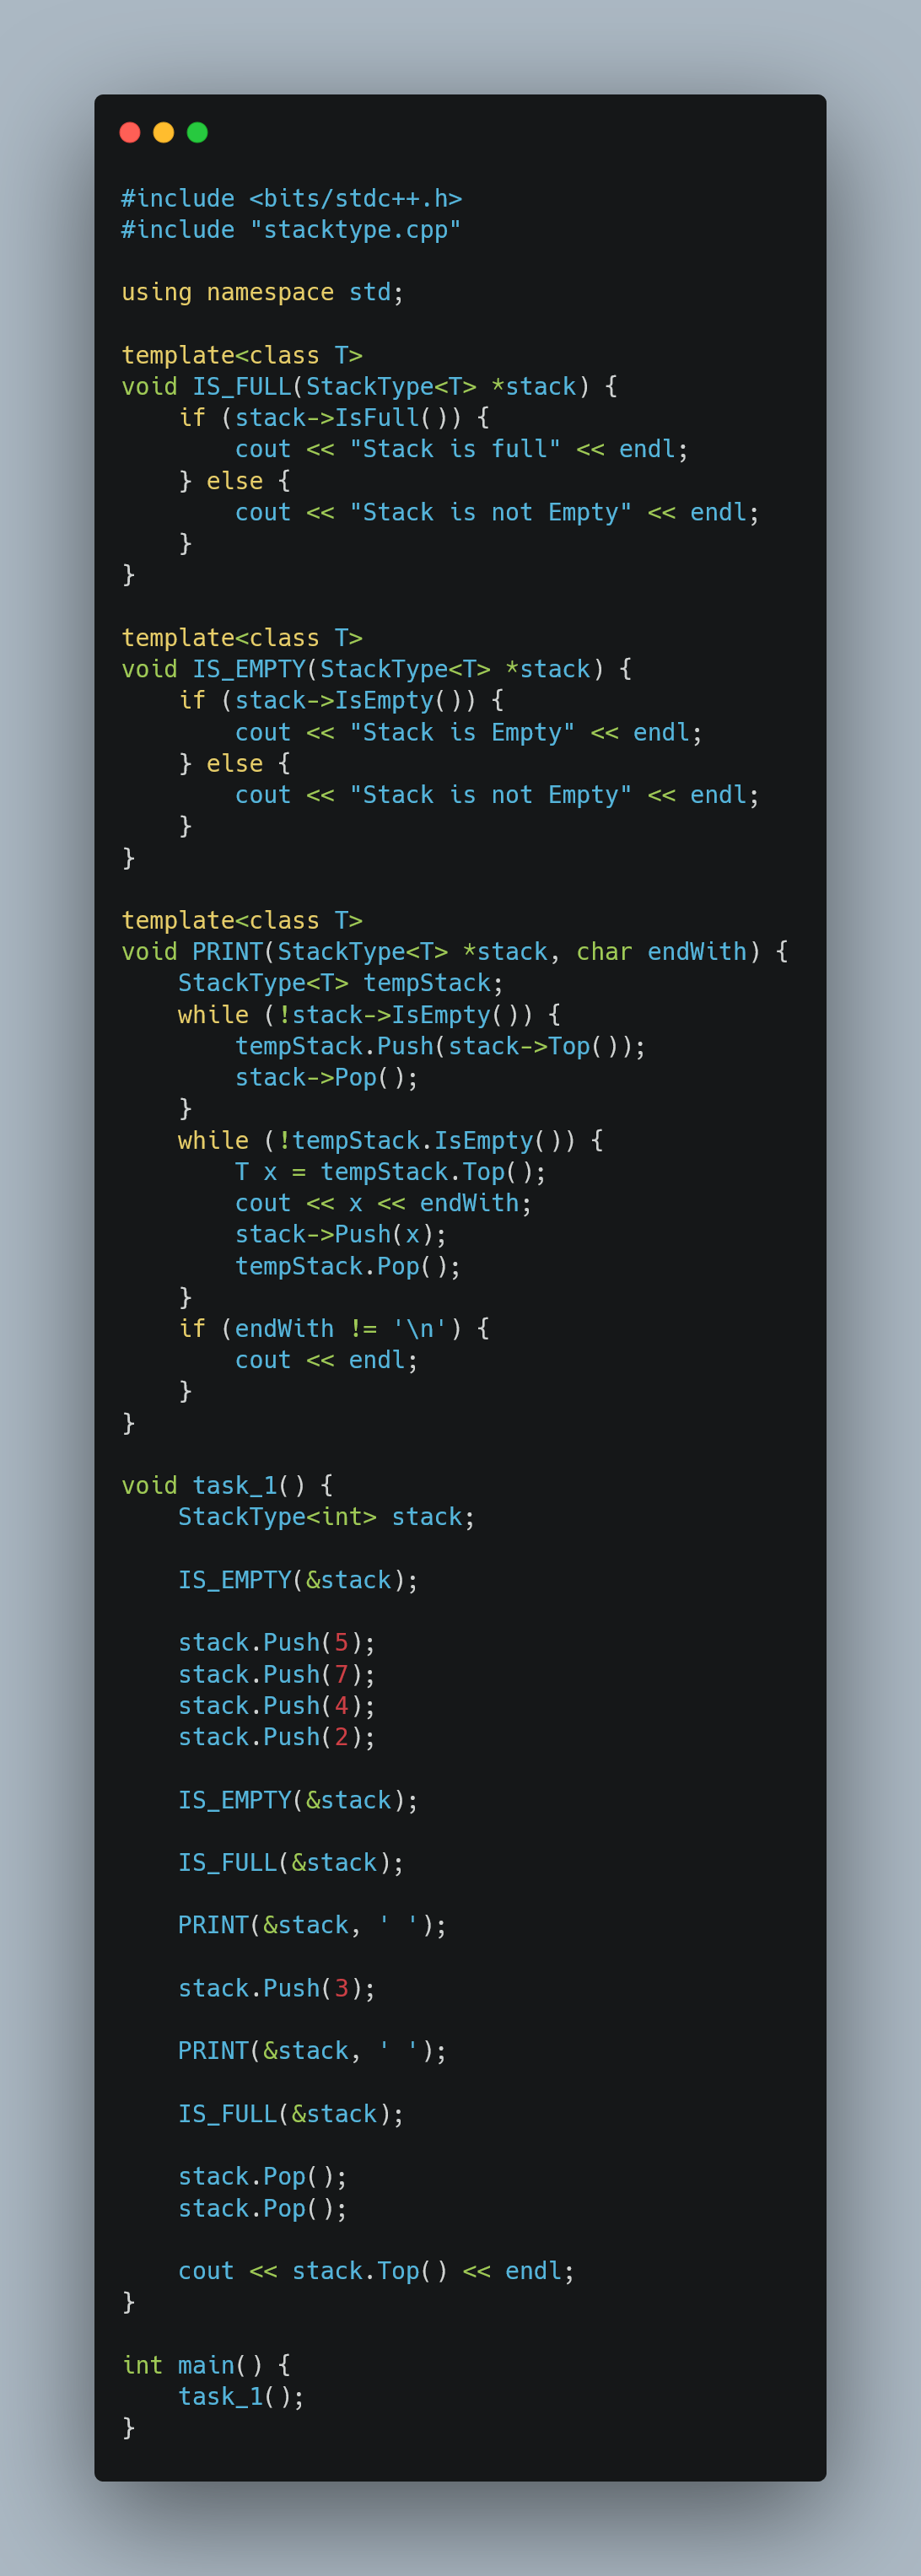 #include <bits/stdc++.h>
#include "stacktype.cpp"

using namespace std;

template<class T>
void IS_FULL(StackType<T> *stack) {
    if (stack->IsFull()) {
        cout << "Stack is full" << endl;
    } else {
        cout << "Stack is not Empty" << endl;
    }
}

template<class T>
void IS_EMPTY(StackType<T> *stack) {
    if (stack->IsEmpty()) {
        cout << "Stack is Empty" << endl;
    } else {
        cout << "Stack is not Empty" << endl;
    }
}

template<class T>
void PRINT(StackType<T> *stack, char endWith) {
    StackType<T> tempStack;
    while (!stack->IsEmpty()) {
        tempStack.Push(stack->Top());
        stack->Pop();
    }
    while (!tempStack.IsEmpty()) {
        T x = tempStack.Top();
        cout << x << endWith;
        stack->Push(x);
        tempStack.Pop();
    }
    if (endWith != '\n') {
        cout << endl;
    }
}

void task_1() {
    StackType<int> stack;

    IS_EMPTY(&stack);

    stack.Push(5);
    stack.Push(7);
    stack.Push(4);
    stack.Push(2);

    IS_EMPTY(&stack);

    IS_FULL(&stack);

    PRINT(&stack, ' ');

    stack.Push(3);

    PRINT(&stack, ' ');

    IS_FULL(&stack);

    stack.Pop();
    stack.Pop();

    cout << stack.Top() << endl;
}

int main() {
    task_1();
}